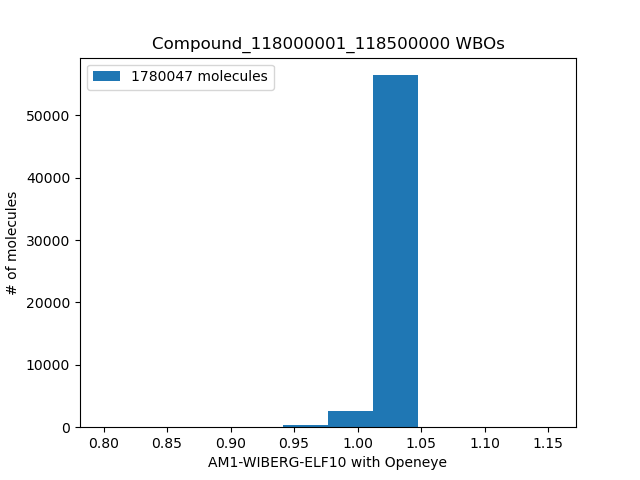 Compound_118000001_118500000 WBOs
1780047 molecules
# of molecules
50000
40000
30000
20000
10000
0
0.80 0.85 0.90 0.95 1.00 1.05 1.10 1.15
AM1-WIBERG-ELF10 with Openeye